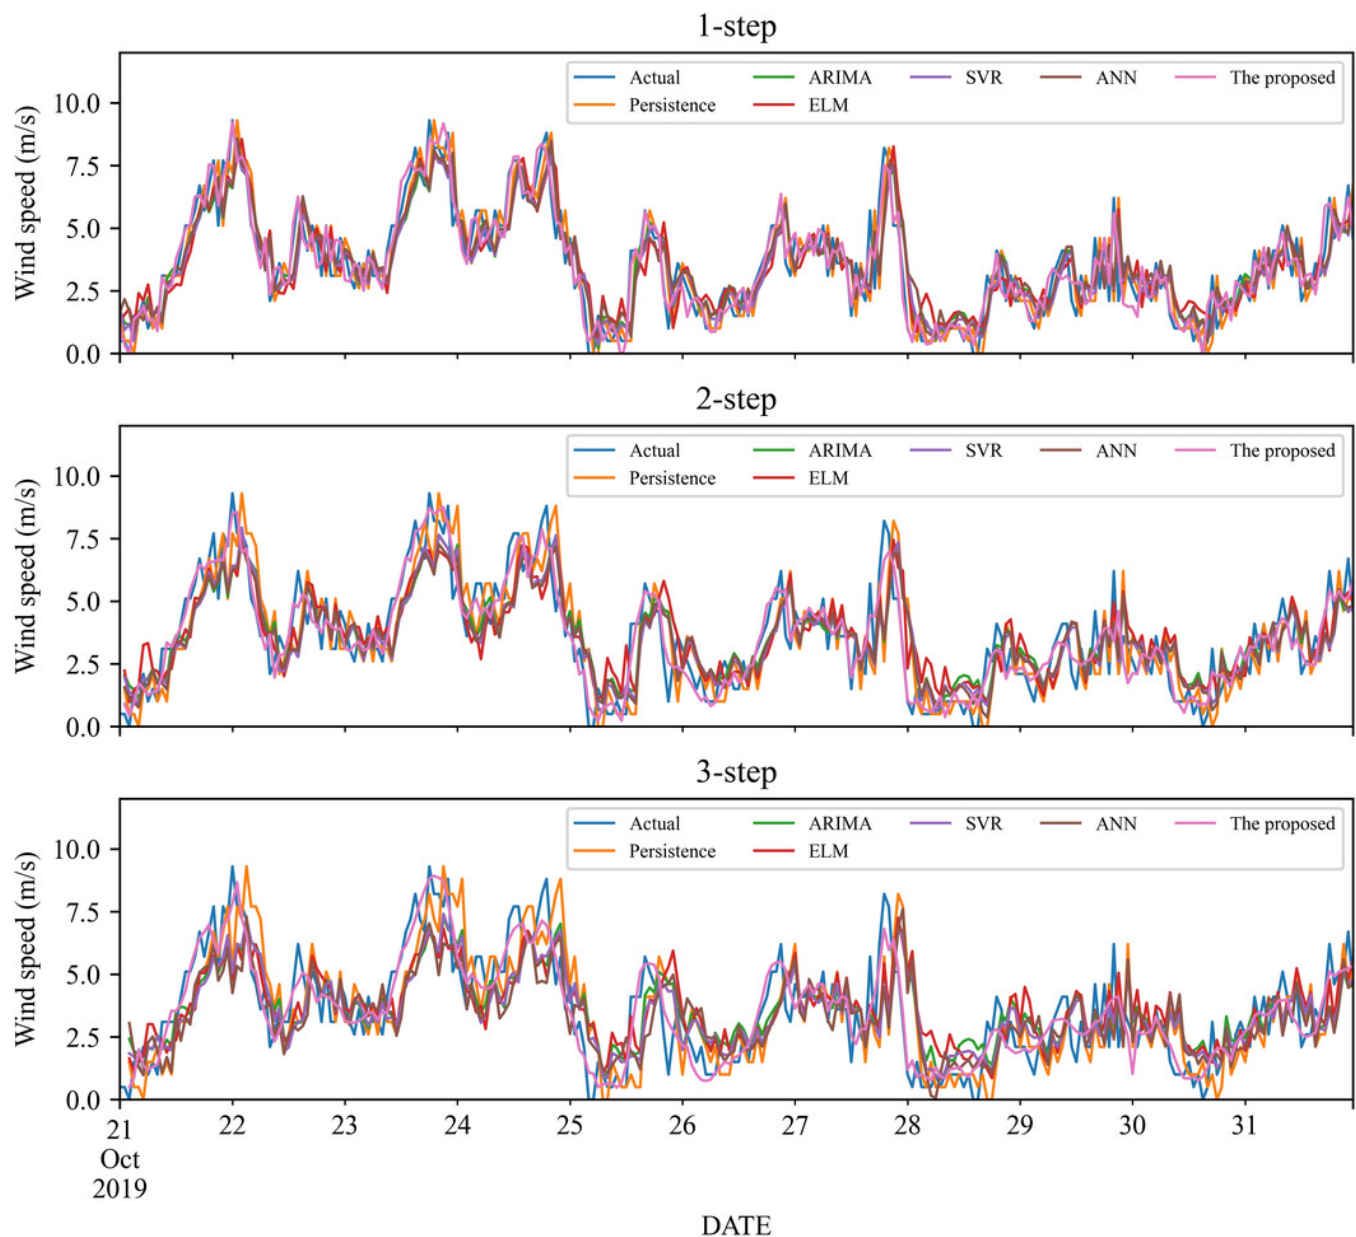 1-step
Actual ARIMA SVR ANN The proposed
Persistence ELM
10.0
7.5
5.0
2.5
0.0
Wind speed (m/s)
2-step
Actual ARIMA SVR ANN The proposed
Persistence ELM
10.0
7.5
5.0
2.5
0.0
Wind speed (m/s)
3-step
Actual ARIMA SVR ANN The proposed
Persistence ELM
10.0
7.5
5.0
2.5
0.0
Wind speed (m/s)
21 22 23 24 25 26 27 28 29 30 31
Oct
2019
DATE